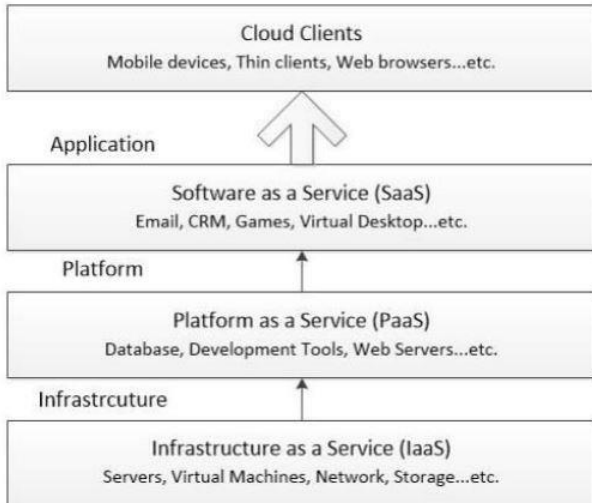 Cloud Clients
Mobile devices, Thin clients, Web browsers...etc.
Application
Software as a Service (SaaS)
Email, CRM, Games, Virtual Desktop...etc.
Platform
Platform as a Service (PaaS)
Database, Development Tools, Web Servers...etc.
Infrastrcuture
Infrastructure as a Service (IaaS)
Servers, Virtual Machines, Network, Storage...etc.